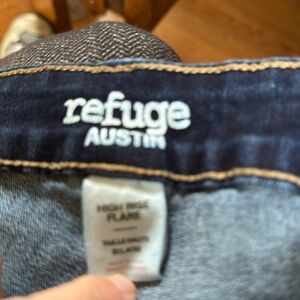 refuge
AUSTIN
HIGH RISE
FLARE